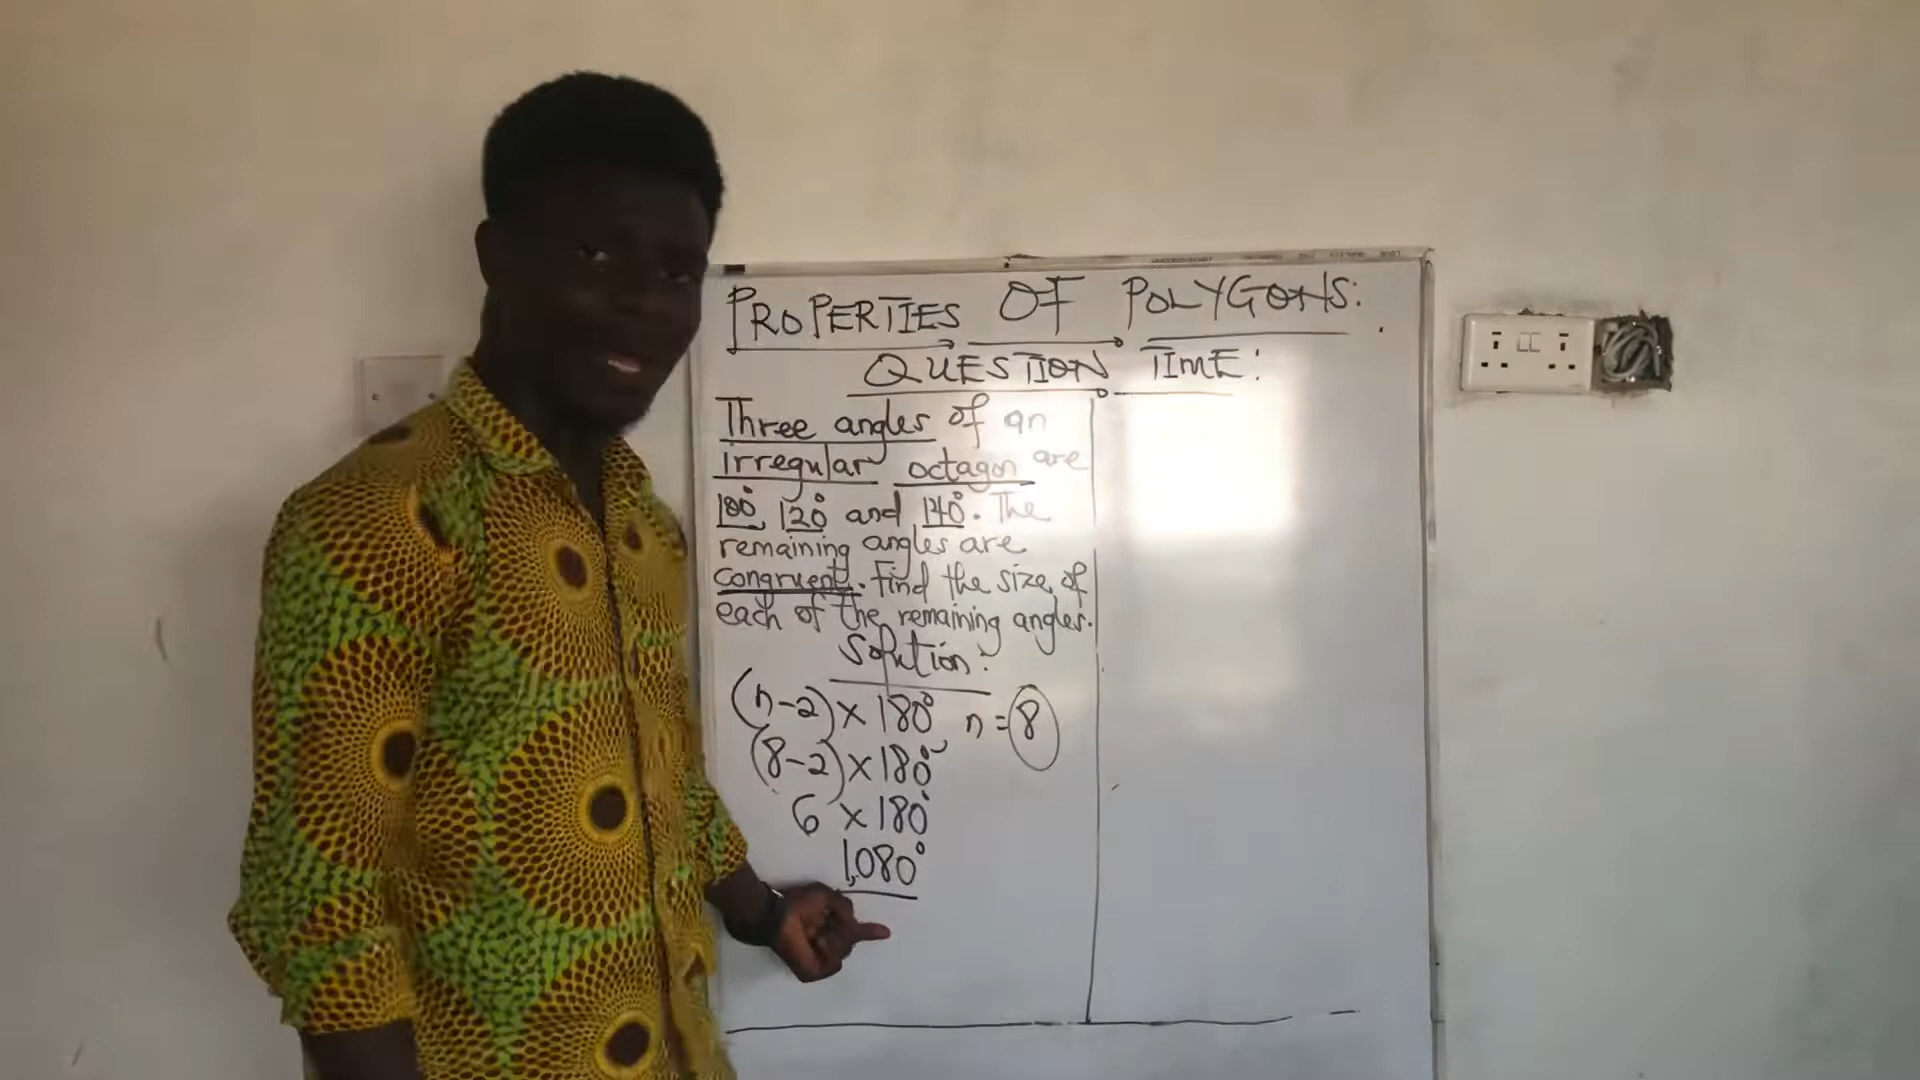 PROPERTIES OF POLYGONS:
QUESTION TIME:
Three angles of an
irregular octagon are
180°, 120° and 140°. The
remaining angles are
congruent. Find the size of
each of the remaining angles.
Solution:
(n-2) x 180° n = 8
(8-2) x 180°
6 x 180°
1,080°